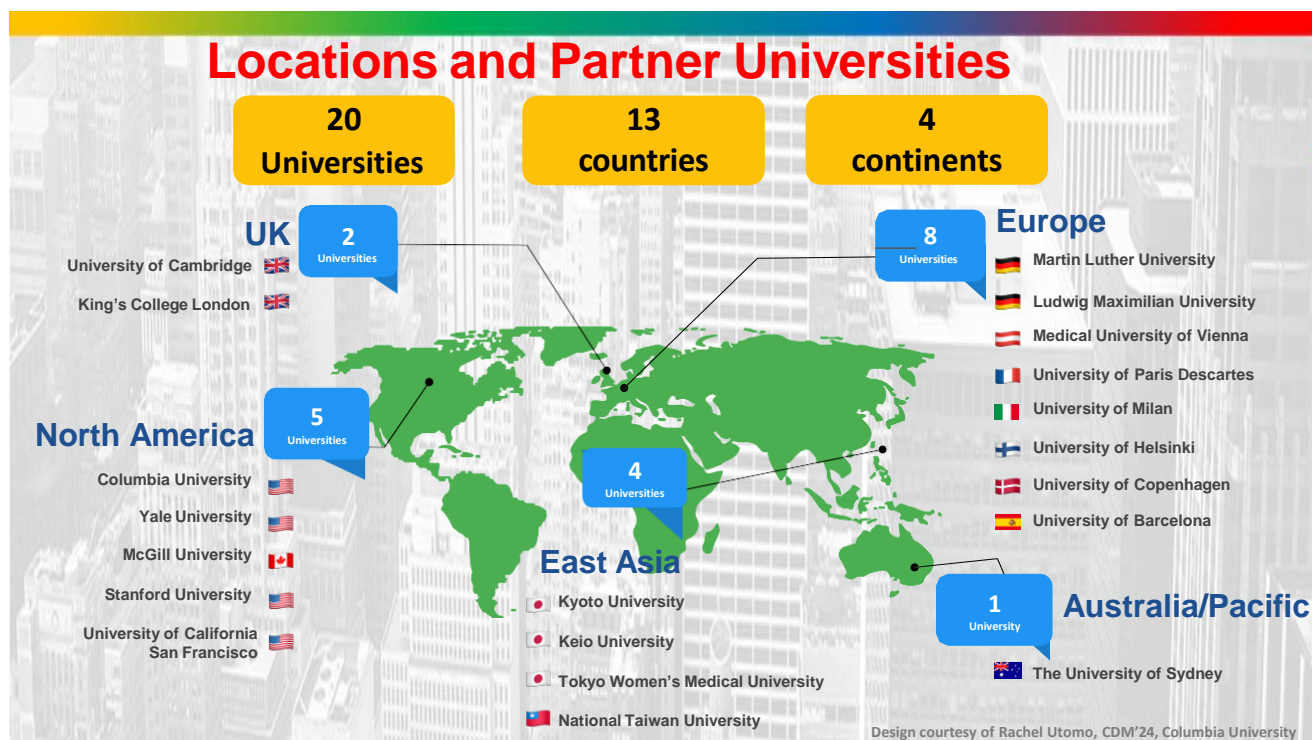 Locations and Partner Universities
20
Universities
13
countries
4
continents
UK
2
Universities
University of Cambridge
King's College London
8
Universities
Europe
Martin Luther University
Ludwig Maximilian University
Medical University of Vienna
University of Paris Descartes
University of Milan
University of Helsinki
University of Copenhagen
University of Barcelona
North America
5
Universities
Columbia University
Yale University
McGill University
Stanford University
University of California
San Francisco
4
Universities
East Asia
Kyoto University
Keio University
Tokyo Women's Medical University
National Taiwan University
1
University
Australia/Pacific
The University of Sydney
Design courtesy of Rachel Utomo, CDM'24, Columbia University